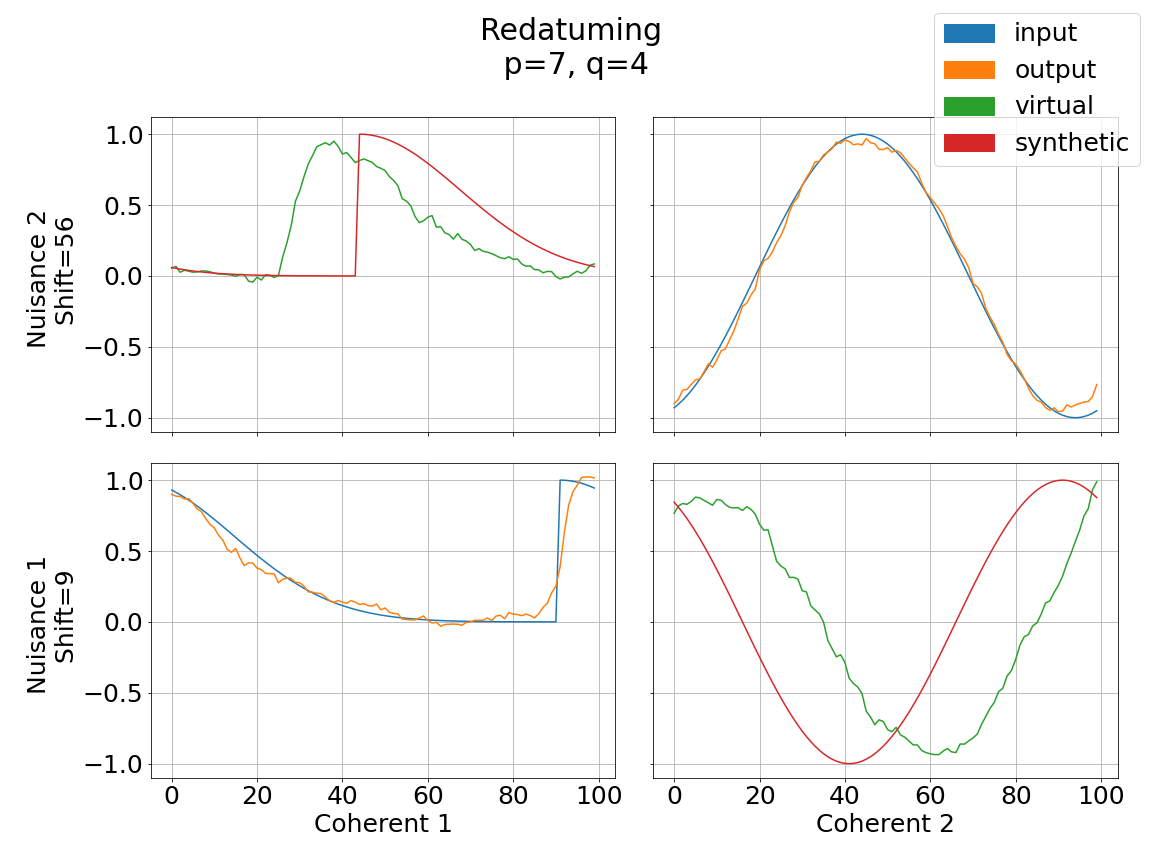 Redatuming
p=7, q=4
input
output
virtual
synthetic
Nuisance 2
Shift=56
1.0
0.5
0.0
−0.5
−1.0
Nuisance 1
Shift=9
1.0
0.5
0.0
−0.5
−1.0
0 20 40 60 80 100
Coherent 1
0 20 40 60 80 100
Coherent 2